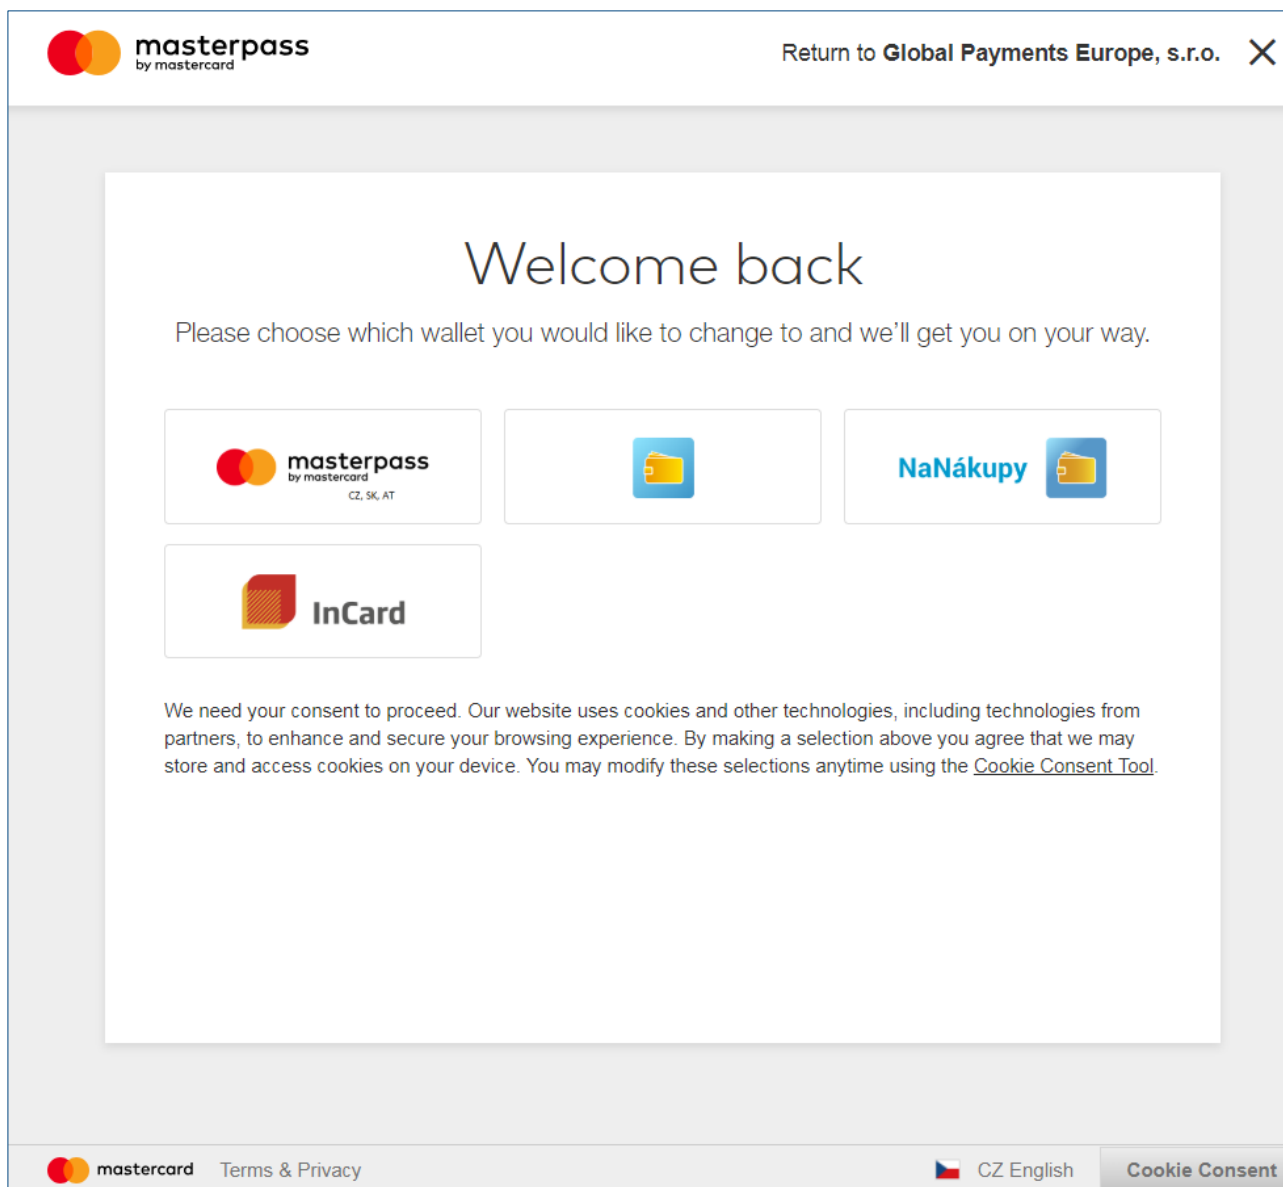 masterpass
by mastercard
Return to Global Payments Europe, s.r.o.
Welcome back
Please choose which wallet you would like to change to and we'll get you on your way.
masterpass
by mastercard
CZ, SK, AT
NaNákupy
InCard
We need your consent to proceed. Our website uses cookies and other technologies, including technologies from
partners, to enhance and secure your browsing experience. By making a selection above you agree that we may
store and access cookies on your device. You may modify these selections anytime using the Cookie Consent Tool.
mastercard Terms & Privacy CZ English Cookie Consent